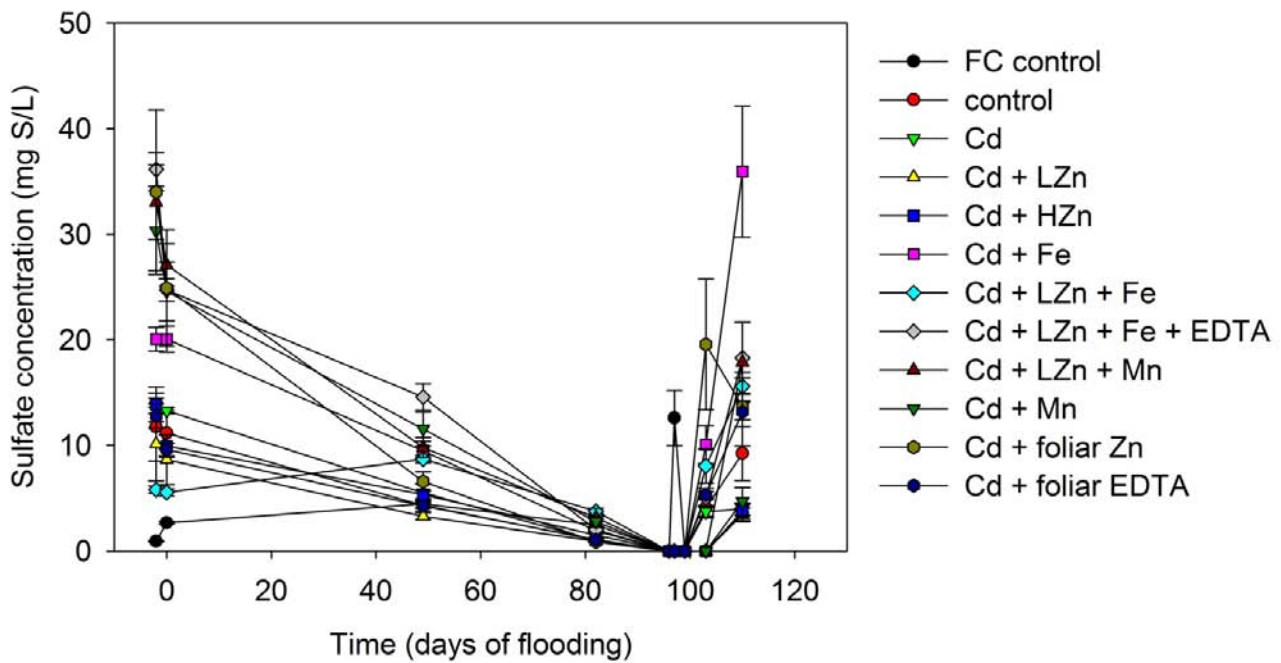 50
40
30
20
10
0
Sulfate concentration (mg S/L)
0 20 40 60 80 100 120
Time (days of flooding)
FC control
control
Cd
Cd + LZn
Cd + HZn
Cd + Fe
Cd + LZn + Fe
Cd + LZn + Fe + EDTA
Cd + LZn + Mn
Cd + Mn
Cd + foliar Zn
Cd + foliar EDTA